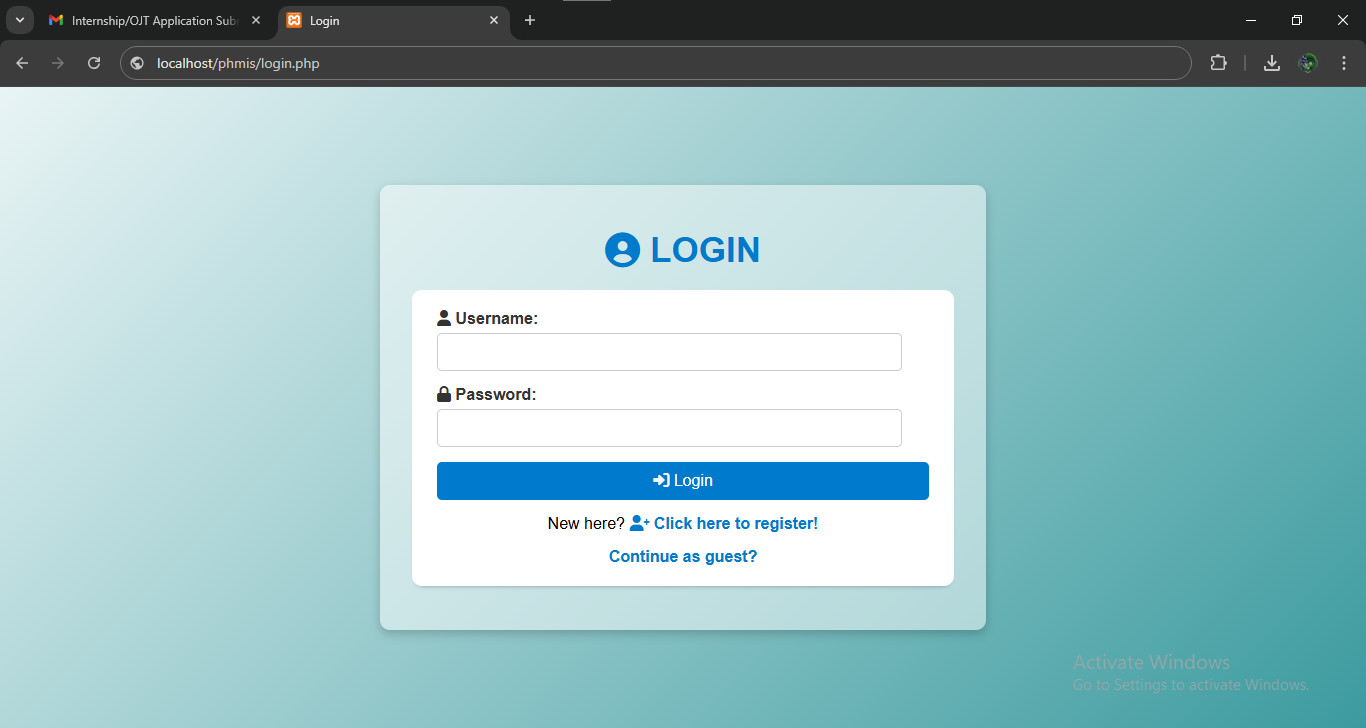 Internship/OJT Application Sub
Login
localhost/phmis/login.php
LOGIN
Username:
Password:
Login
New here? Click here to register!
Continue as guest?
Activate Windows
Go to Settings to activate Windows.